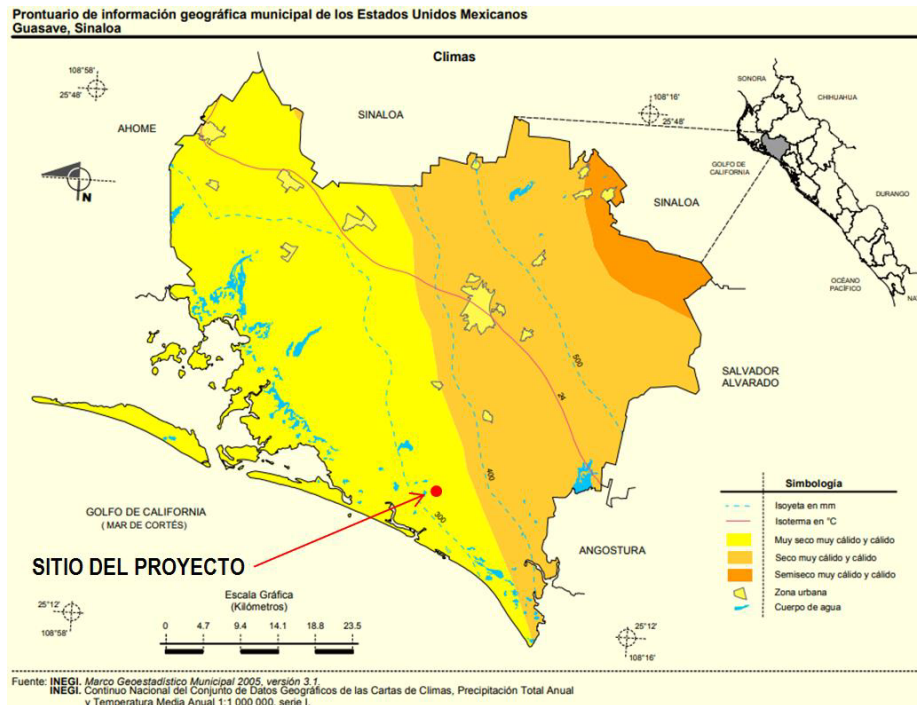 Prontuario de información geográfica municipal de los Estados Unidos Mexicanos
Guasave, Sinaloa
Climas
108°58'
25°48'
AHOME
SINALOA
108°16'
25°48'
SONORA
CHIHUAHUA
GOLFO DE
CALIFORNIA
DURANGO
OCÉANO
PACÍFICO
NA
N
SINALOA
SALVADOR
ALVARADO
500
24
400
300
GOLFO DE CALIFORNIA
( MAR DE CORTÉS)
SITIO DEL PROYECTO
ANGOSTURA
Simbología
Isoyeta en mm
Isoterma en °C
Muy seco muy cálido y cálido
Seco muy cálido y cálido
Semiseco muy cálido y cálido
Zona urbana
Cuerpo de agua
Escala Gráfica
(Kilómetros)
0 4.7 9.4 14.1 18.8 23.5
25°12'
108°58'
25°12'
108°16'
Fuente: INEGI. Marco Geoestadístico Municipal 2005, versión 3.1.
INEGI. Continuo Nacional del Conjunto de Datos Geográficos de las Cartas de Climas, Precipitación Total Anual
y Temperatura Media Anual 1:1 000 000, serie I.